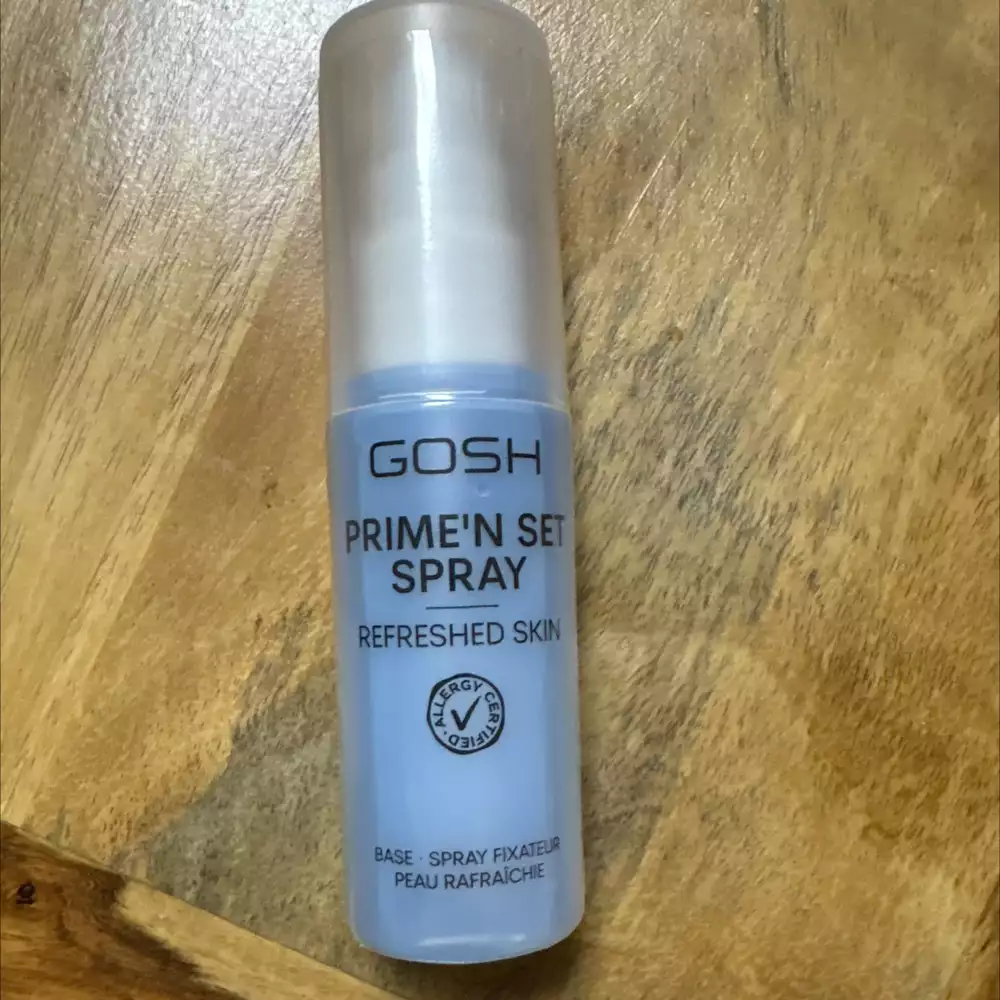 GOSH
PRIME'N SET
SPRAY
REFRESHED SKIN
ALLERGY CERTIFIED ·
BASE · SPRAY FIXATEUR
PEAU RAFRAÎCHIE